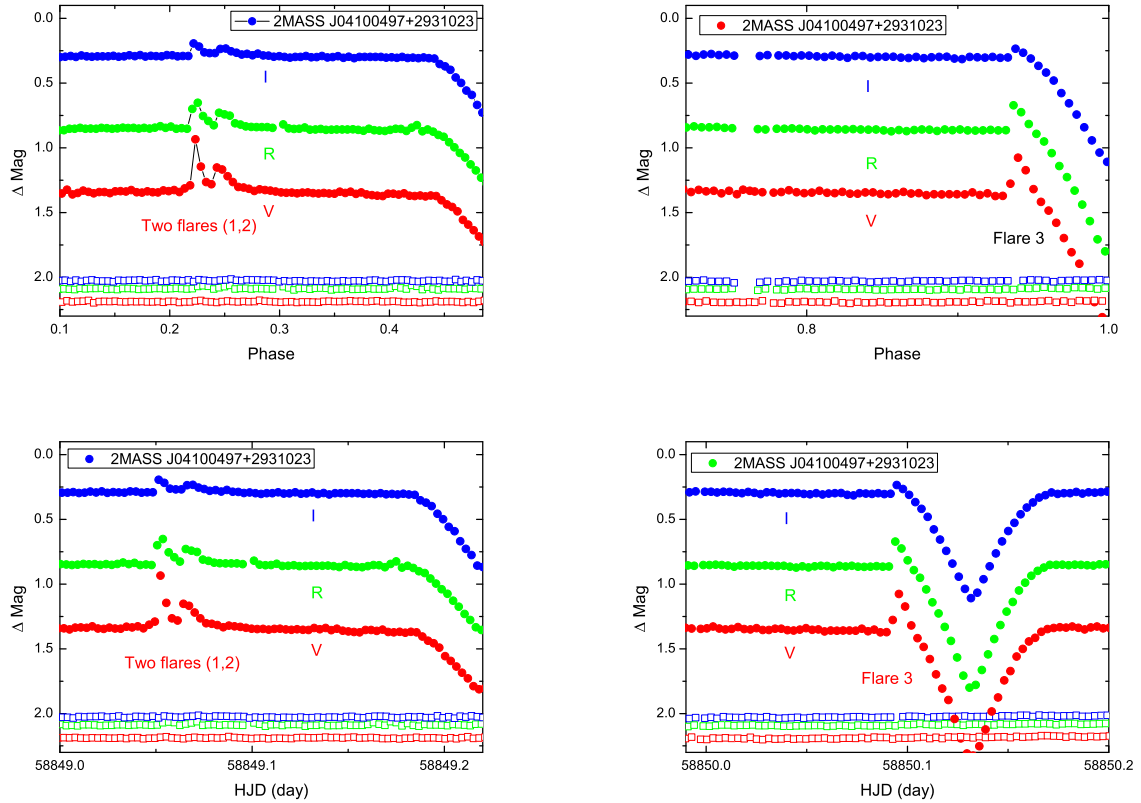 2MASS J04100497+2931023
0.0
0.5
1.0
1.5
2.0
Δ Mag
I
R
V
Two flares (1,2)
0.1
0.2
0.3
0.4
Phase
2MASS J04100497+2931023
0.0
0.5
1.0
1.5
2.0
Δ Mag
I
R
V
Flare 3
0.8
1.0
Phase
2MASS J04100497+2931023
0.0
0.5
1.0
1.5
2.0
Δ Mag
I
R
V
Two flares (1,2)
58849.0
58849.1
58849.2
HJD (day)
2MASS J04100497+2931023
0.0
0.5
1.0
1.5
2.0
Δ Mag
I
R
V
Flare 3
58850.0
58850.1
58850.2
HJD (day)